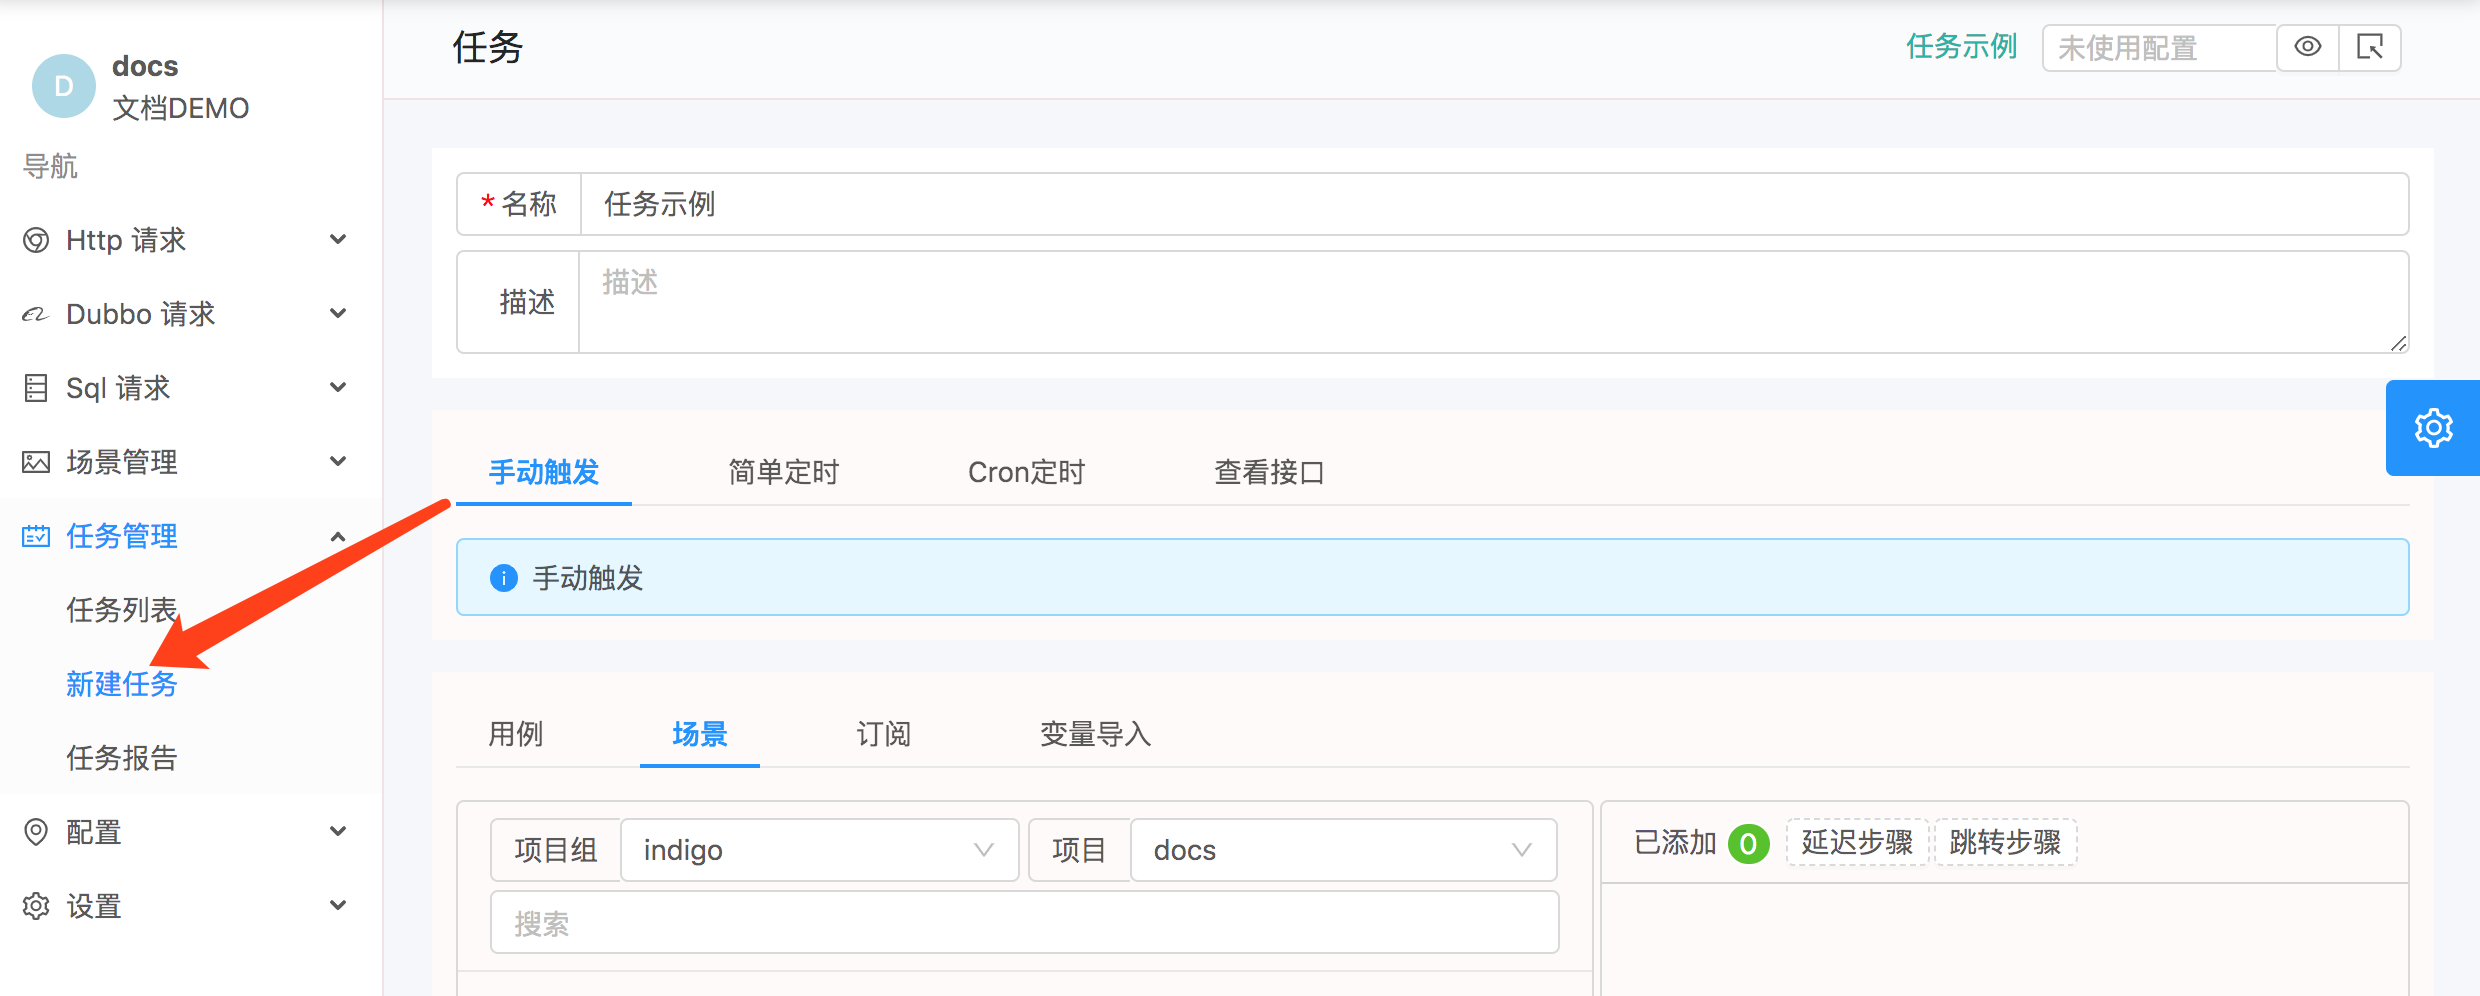 D
docs
文档DEMO
导航
Http 请求
Dubbo 请求
Sql 请求
场景管理
任务管理
任务列表
新建任务
任务报告
配置
设置
任务
任务示例
未使用配置
* 名称
任务示例
描述
描述
手动触发
简单定时
Cron定时
查看接口
手动触发
用例
场景
订阅
变量导入
项目组
indigo
项目
docs
搜索
已添加 0
延迟步骤
跳转步骤